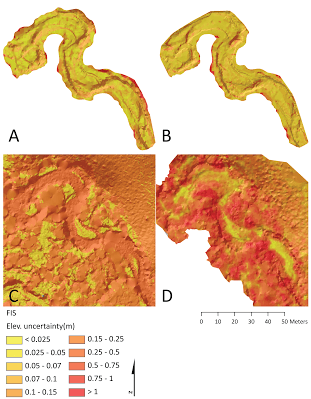 A
B
C
D
FIS
Elev. uncertainty(m)
< 0.025
0.025 - 0.05
0.05 - 0.07
0.07 - 0.1
0.1 - 0.15
0.15 - 0.25
0.25 - 0.5
0.5 - 0.75
0.75 - 1
> 1
0 10 20 30 40 50 Meters
N